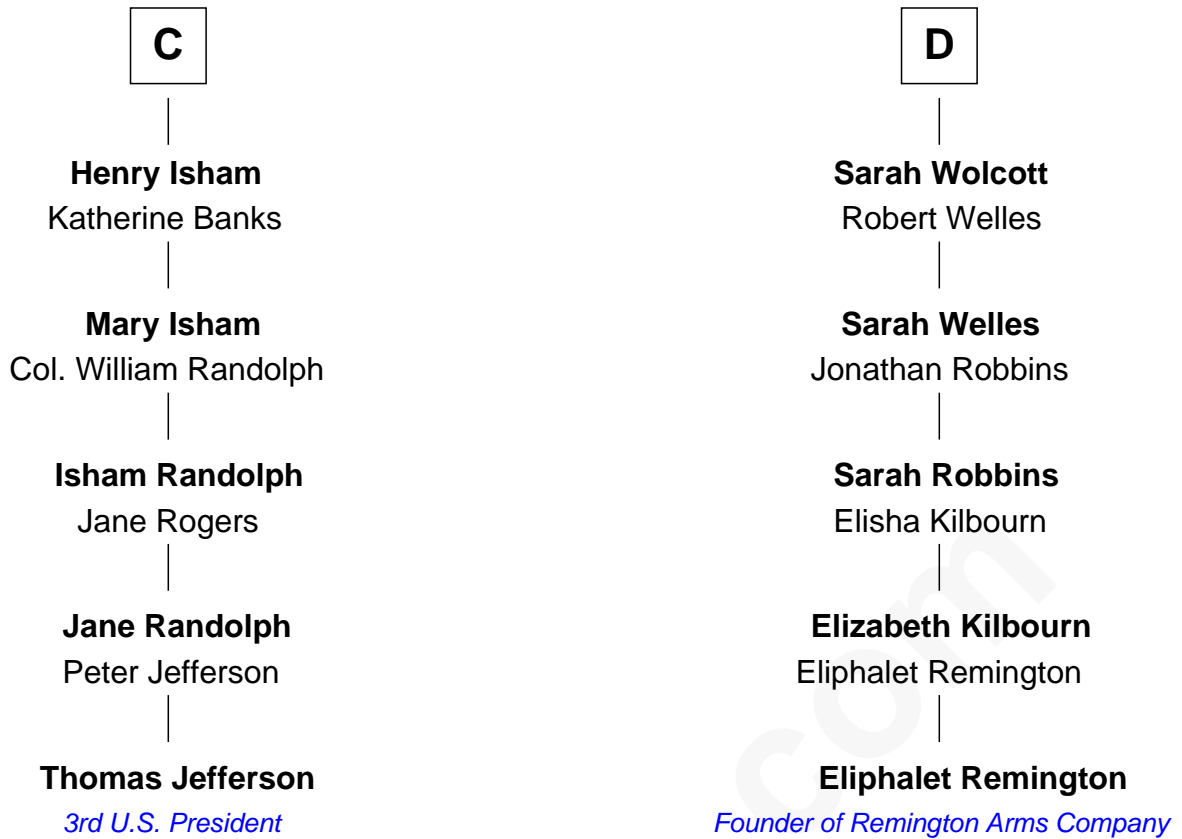 C
Henry Isham
Katherine Banks
Mary Isham
Col. William Randolph
Isham Randolph
Jane Rogers
Jane Randolph
Peter Jefferson
Thomas Jefferson
3rd U.S. President
D
Sarah Wolcott
Robert Welles
Sarah Welles
Jonathan Robbins
Sarah Robbins
Elisha Kilbourn
Elizabeth Kilbourn
Eliphalet Remington
Eliphalet Remington
Founder of Remington Arms Company
com